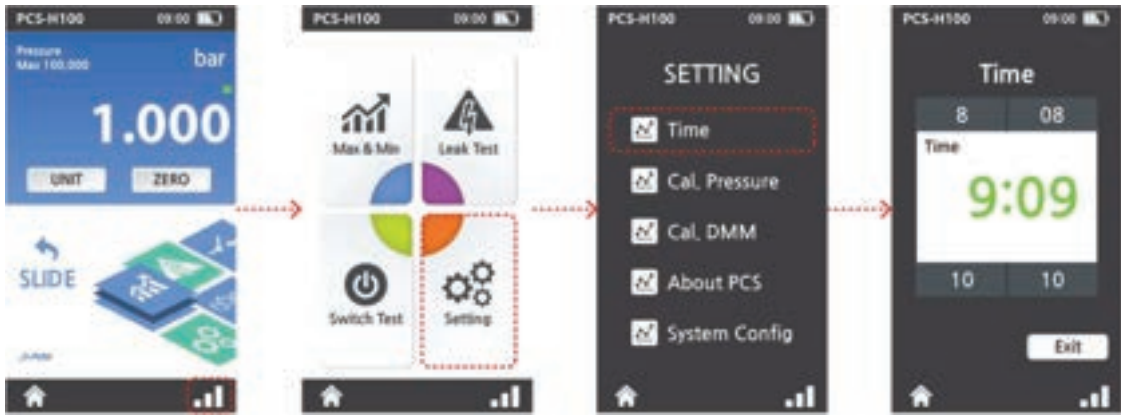 PCS-H100 09:00
Pressure bar
Max 100.000
1.000
UNIT ZERO
SLIDE
PCS-H100 09:00
Max & Min Leak Test
Switch Test Setting
PCS-H100 09:00
SETTING
Time
Cal. Pressure
Cal. DMM
About PCS
System Config
PCS-H100 09:00
Time
8 08
Time
9:09
10 10
Exit